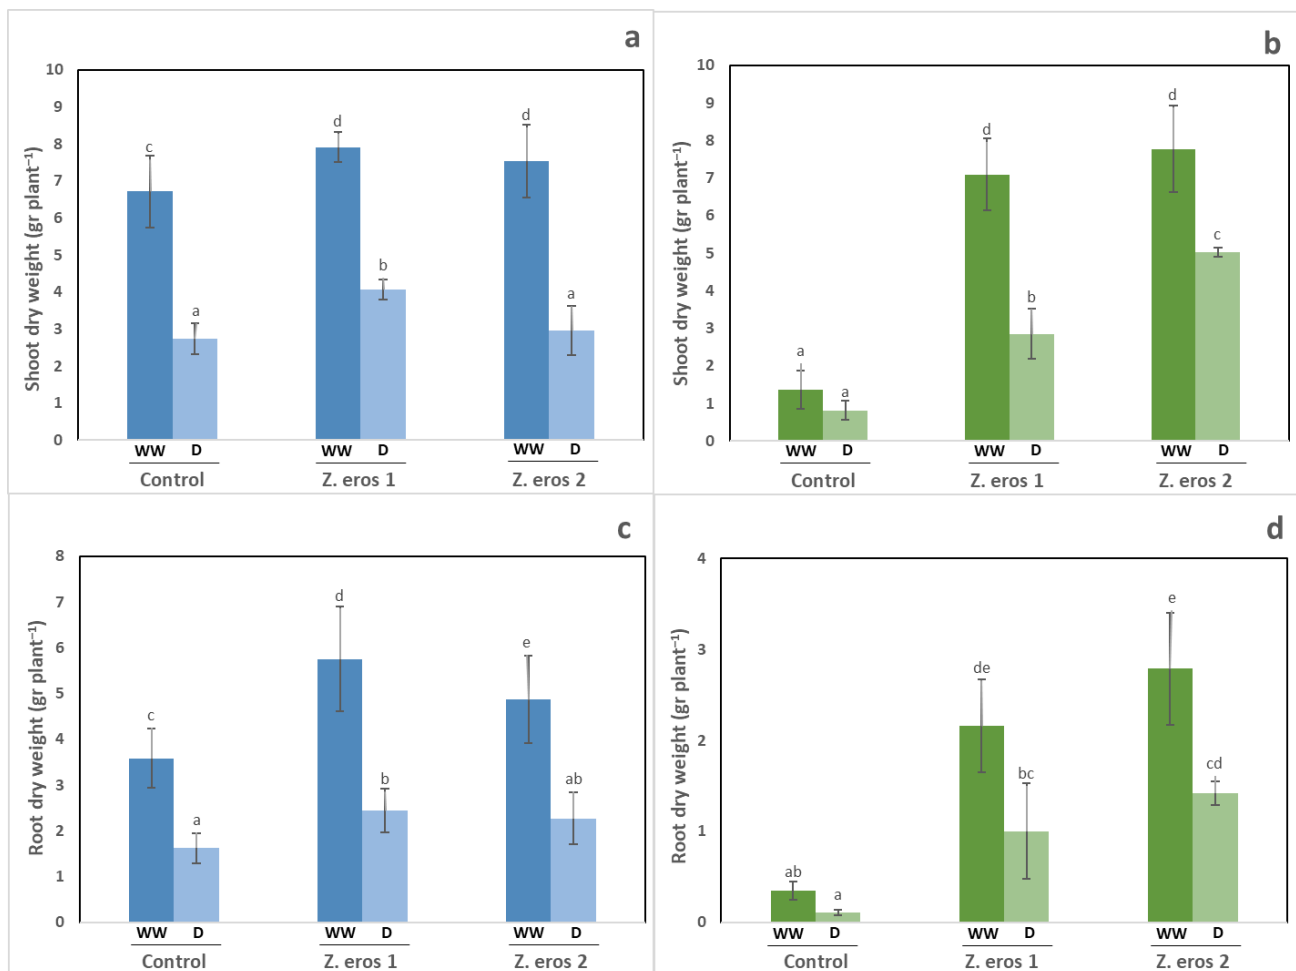 a
Shoot dry weight (gr plant⁻¹)
10
9
8
7
6
5
4
3
2
1
0
c
a
d
b
d
a
WW D WW D WW D
Control Z. eros 1 Z. eros 2
b
Shoot dry weight (gr plant⁻¹)
10
9
8
7
6
5
4
3
2
1
0
a
a
d
b
d
c
WW D WW D WW D
Control Z. eros 1 Z. eros 2
c
Root dry weight (gr plant⁻¹)
8
7
6
5
4
3
2
1
0
c
a
d
b
e
ab
WW D WW D WW D
Control Z. eros 1 Z. eros 2
d
Root dry weight (gr plant⁻¹)
4
3
2
1
0
ab
a
de
bc
e
cd
WW D WW D WW D
Control Z. eros 1 Z. eros 2